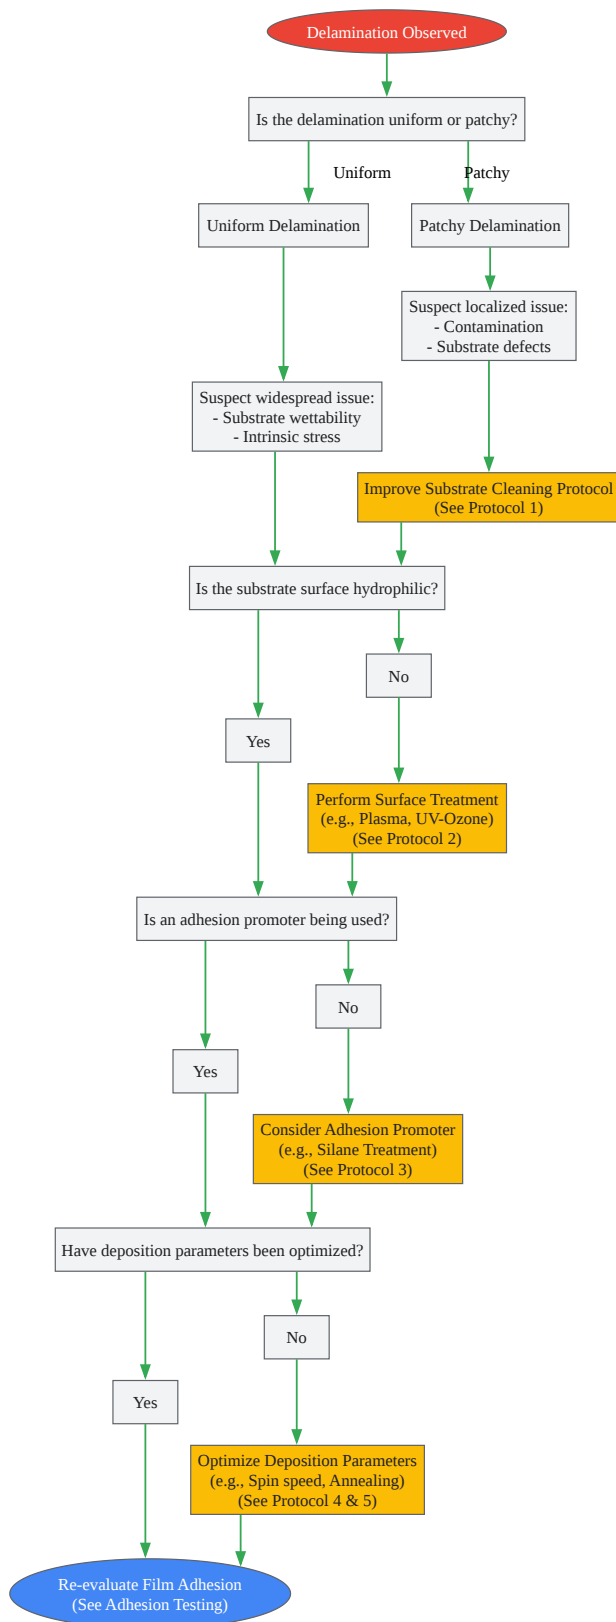 Delamination Observed
Is the delamination uniform or patchy?
Uniform
Patchy
Uniform Delamination
Patchy Delamination
Suspect localized issue:
- Contamination
- Substrate defects
Suspect widespread issue:
- Substrate wettability
- Intrinsic stress
Improve Substrate Cleaning Protocol
(See Protocol 1)
Is the substrate surface hydrophilic?
No
Yes
Perform Surface Treatment
(e.g., Plasma, UV-Ozone)
(See Protocol 2)
Is an adhesion promoter being used?
No
Yes
Consider Adhesion Promoter
(e.g., Silane Treatment)
(See Protocol 3)
Have deposition parameters been optimized?
No
Yes
Optimize Deposition Parameters
(e.g., Spin speed, Annealing)
(See Protocol 4 & 5)
Re-evaluate Film Adhesion
(See Adhesion Testing)